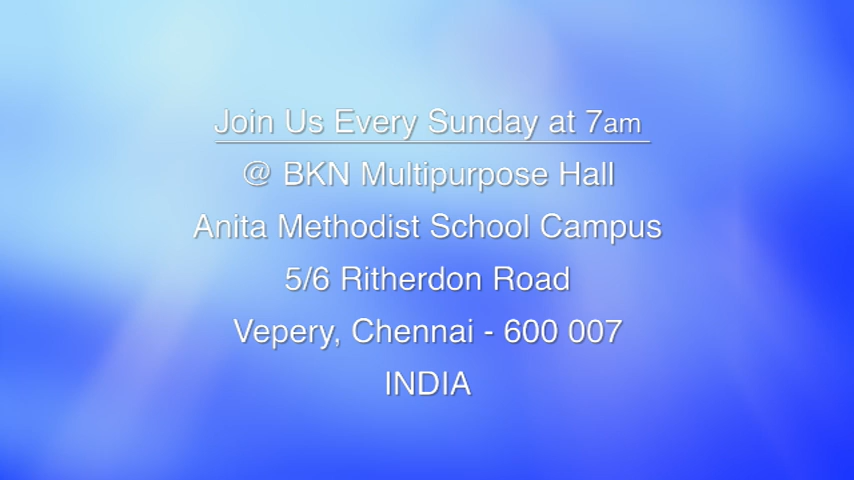 Join Us Every Sunday at 7am
@ BKN Multipurpose Hall
Anita Methodist School Campus
5/6 Ritherdon Road
Vepery, Chennai - 600 007
INDIA